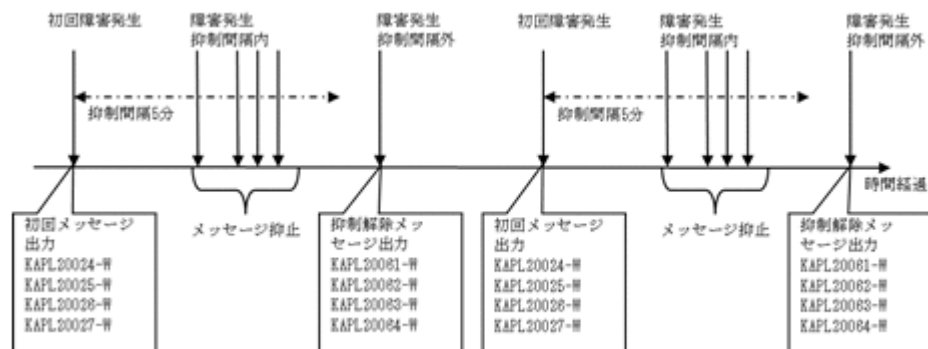 初回障害発生
障害発生
抑制間隔内
障害発生
抑制間隔外
初回障害発生
障害発生
抑制間隔内
障害発生
抑制間隔外
抑制間隔5分
抑制間隔5分
時間経過
初回メッセージ
出力
KAPL20024-W
KAPL20025-W
KAPL20026-W
KAPL20027-W
メッセージ抑止
抑制解除メッ
セージ出力
KAPL20061-W
KAPL20062-W
KAPL20063-W
KAPL20064-W
初回メッセージ
出力
KAPL20024-W
KAPL20025-W
KAPL20026-W
KAPL20027-W
メッセージ抑止
抑制解除メッ
セージ出力
KAPL20061-W
KAPL20062-W
KAPL20063-W
KAPL20064-W